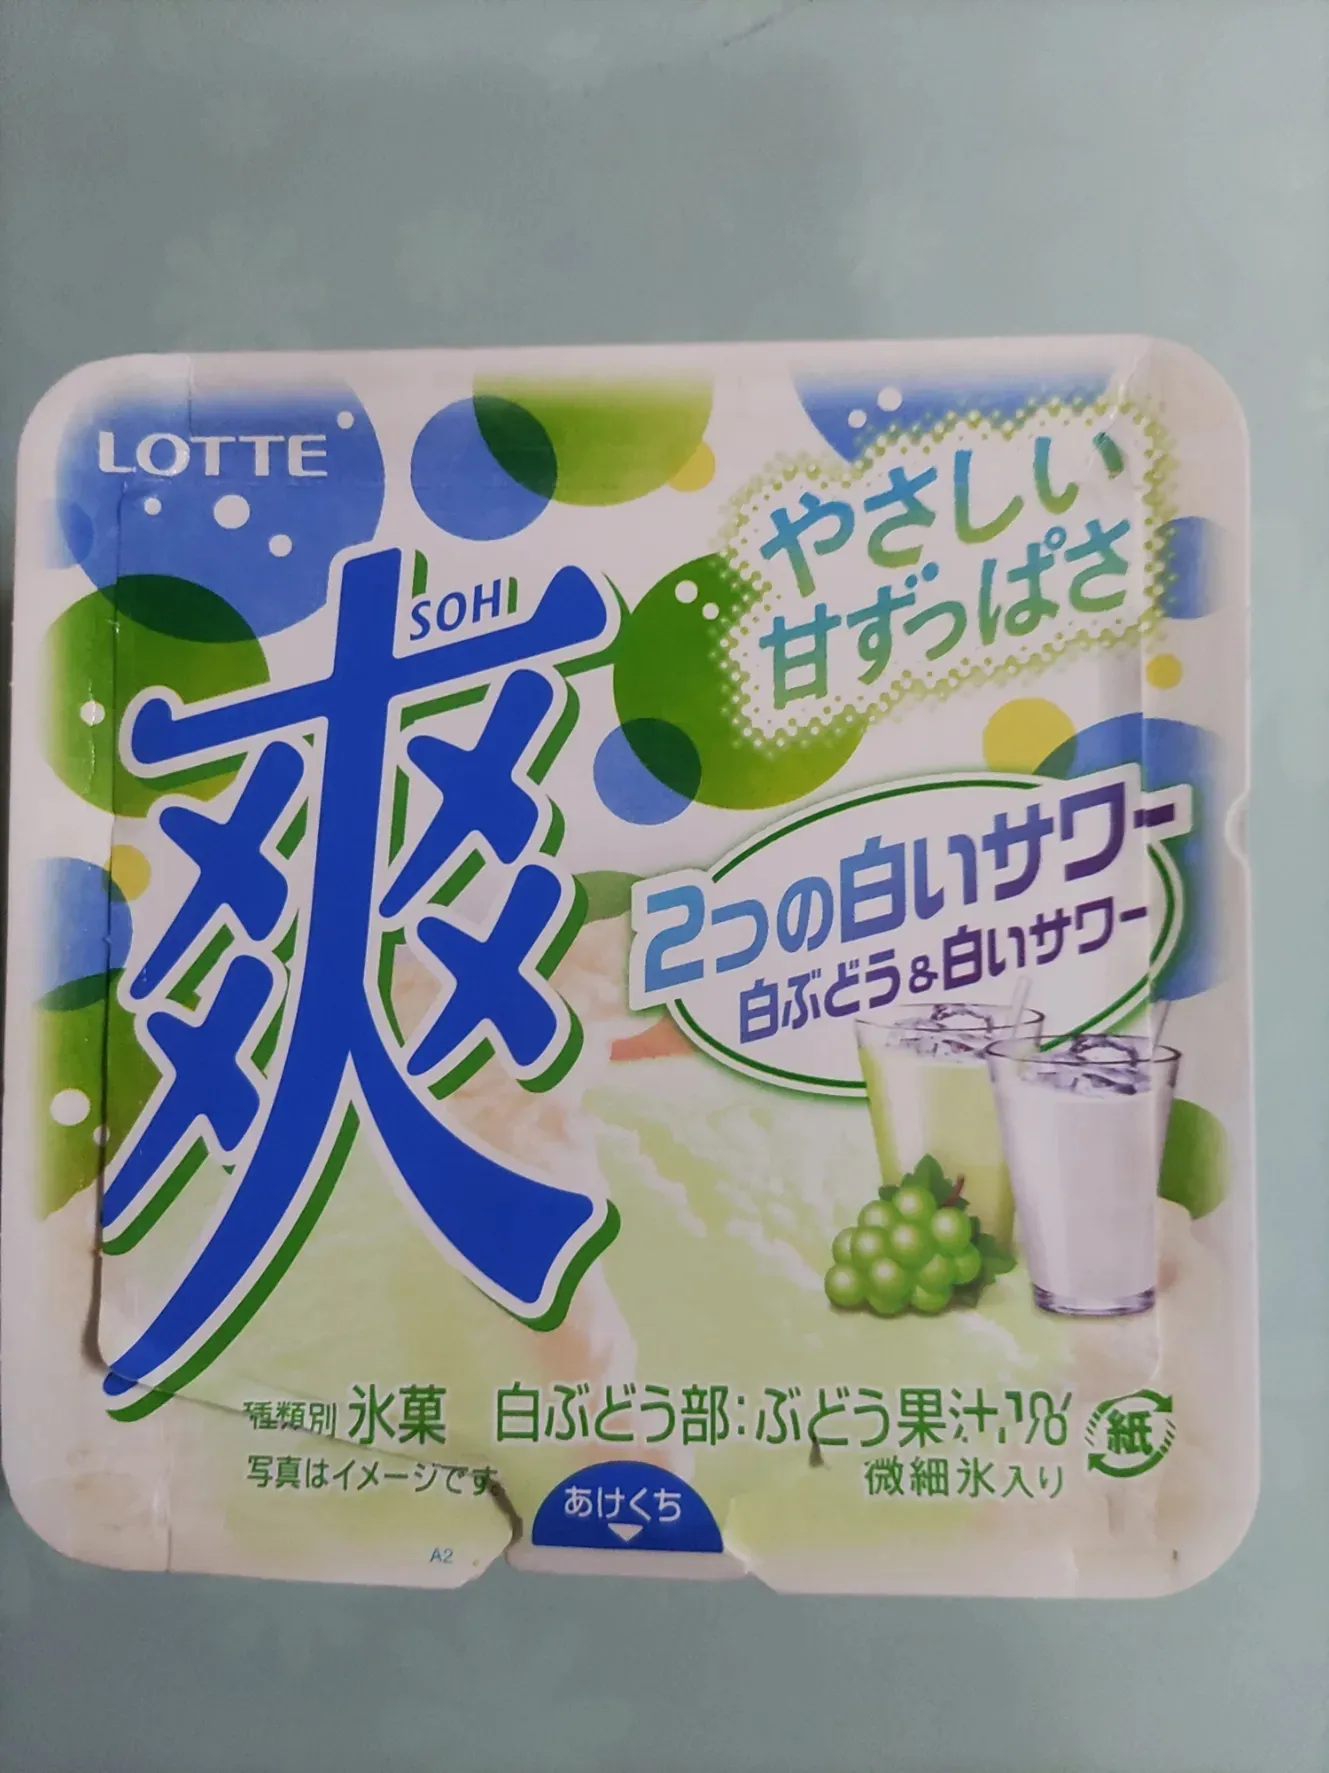 LOTTE
爽
SOH
やさしい
甘ずっぱさ
2つの白いサワー
白ぶどう&白いサワー
種類別 氷菓 白ぶどう部:ぶどう果汁1%
写真はイメージです。
微細氷入り
紙
あけくち
A2